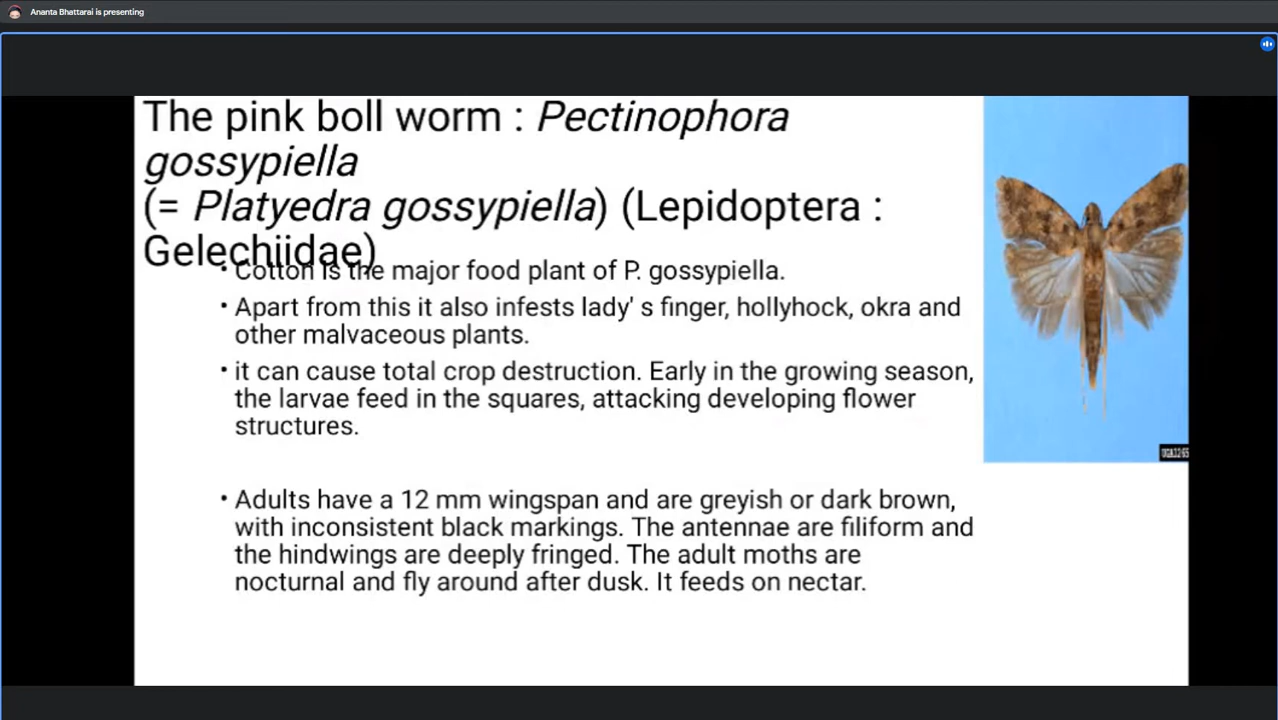 Ananta Bhattarai is presenting
The pink boll worm : Pectinophora
gossypiella
(= Platyedra gossypiella) (Lepidoptera :
Gelechiidae)
• Cotton is the major food plant of P. gossypiella.
• Apart from this it also infests lady' s finger, hollyhock, okra and
other malvaceous plants.
• it can cause total crop destruction. Early in the growing season,
the larvae feed in the squares, attacking developing flower
structures.
• Adults have a 12 mm wingspan and are greyish or dark brown,
with inconsistent black markings. The antennae are filiform and
the hindwings are deeply fringed. The adult moths are
nocturnal and fly around after dusk. It feeds on nectar.